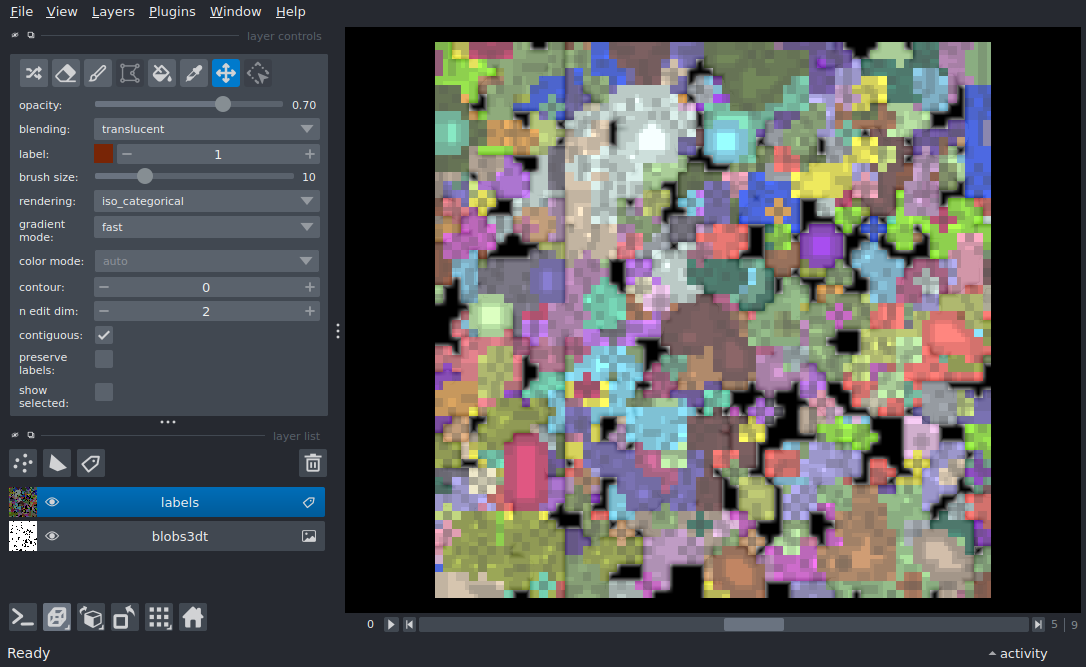 File View Layers Plugins Window Help
layer controls
opacity: 0.70
blending: translucent
label: 1
brush size: 10
rendering: iso_categorical
gradient
mode: fast
color mode: auto
contour: 0
n edit dim: 2
contiguous:
preserve
labels:
show
selected:
layer list
labels
blobs3dt
0 5 | 9
Ready activity